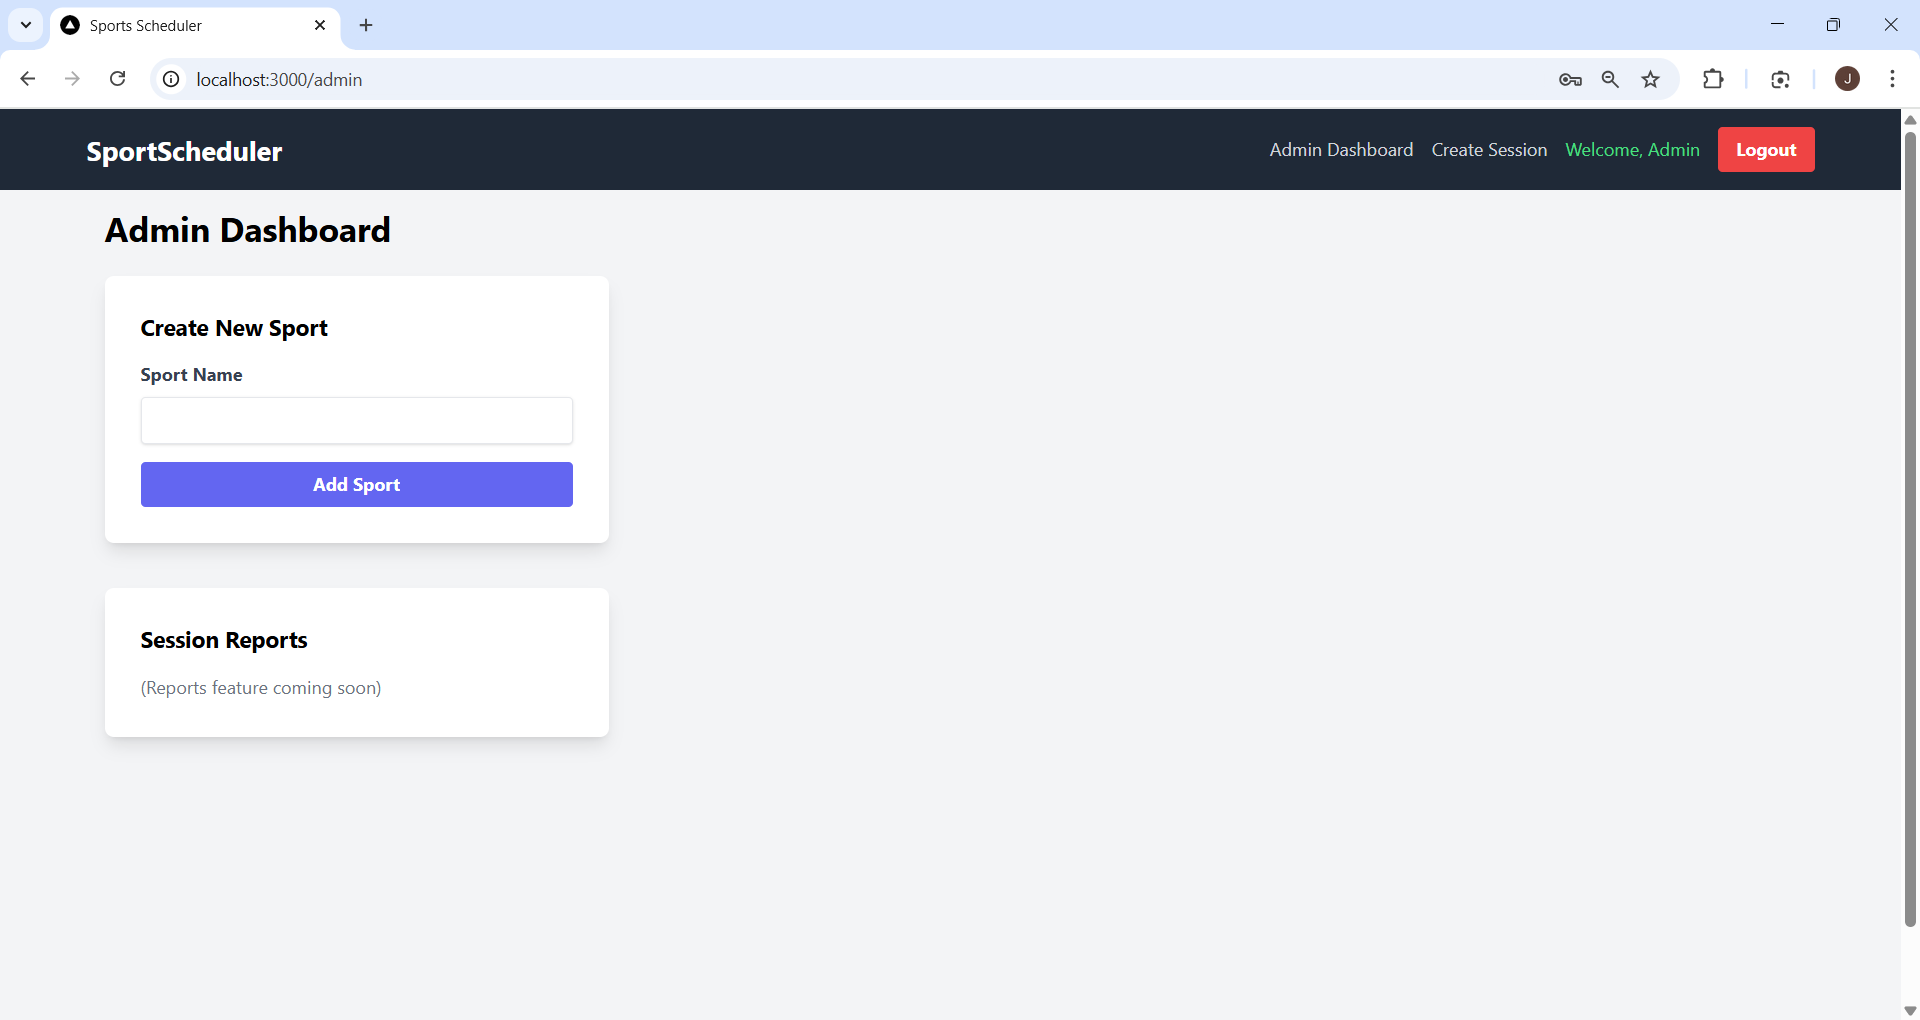 Sports Scheduler
localhost:3000/admin
J
SportScheduler
Admin Dashboard
Create Session
Welcome, Admin
Logout
Admin Dashboard
Create New Sport
Sport Name
Add Sport
Session Reports
(Reports feature coming soon)